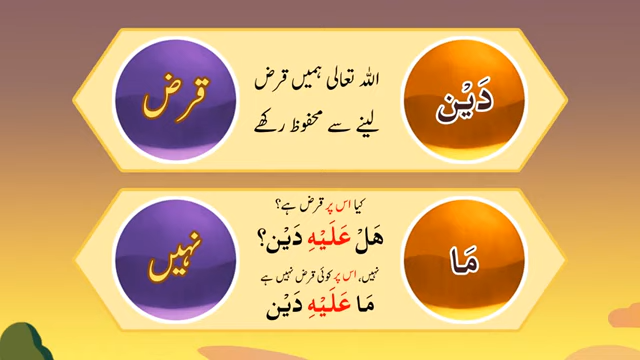 دَیْن
اللہ تعالی ہمیں قرض
لینے سے محفوظ رکھے
قرض
مَا
کیا اس پر قرض ہے؟
هَلْ عَلَيْهِ دَيْن؟
نہیں، اس پر کوئی قرض نہیں ہے
مَا عَلَيْهِ دَيْن
نہیں